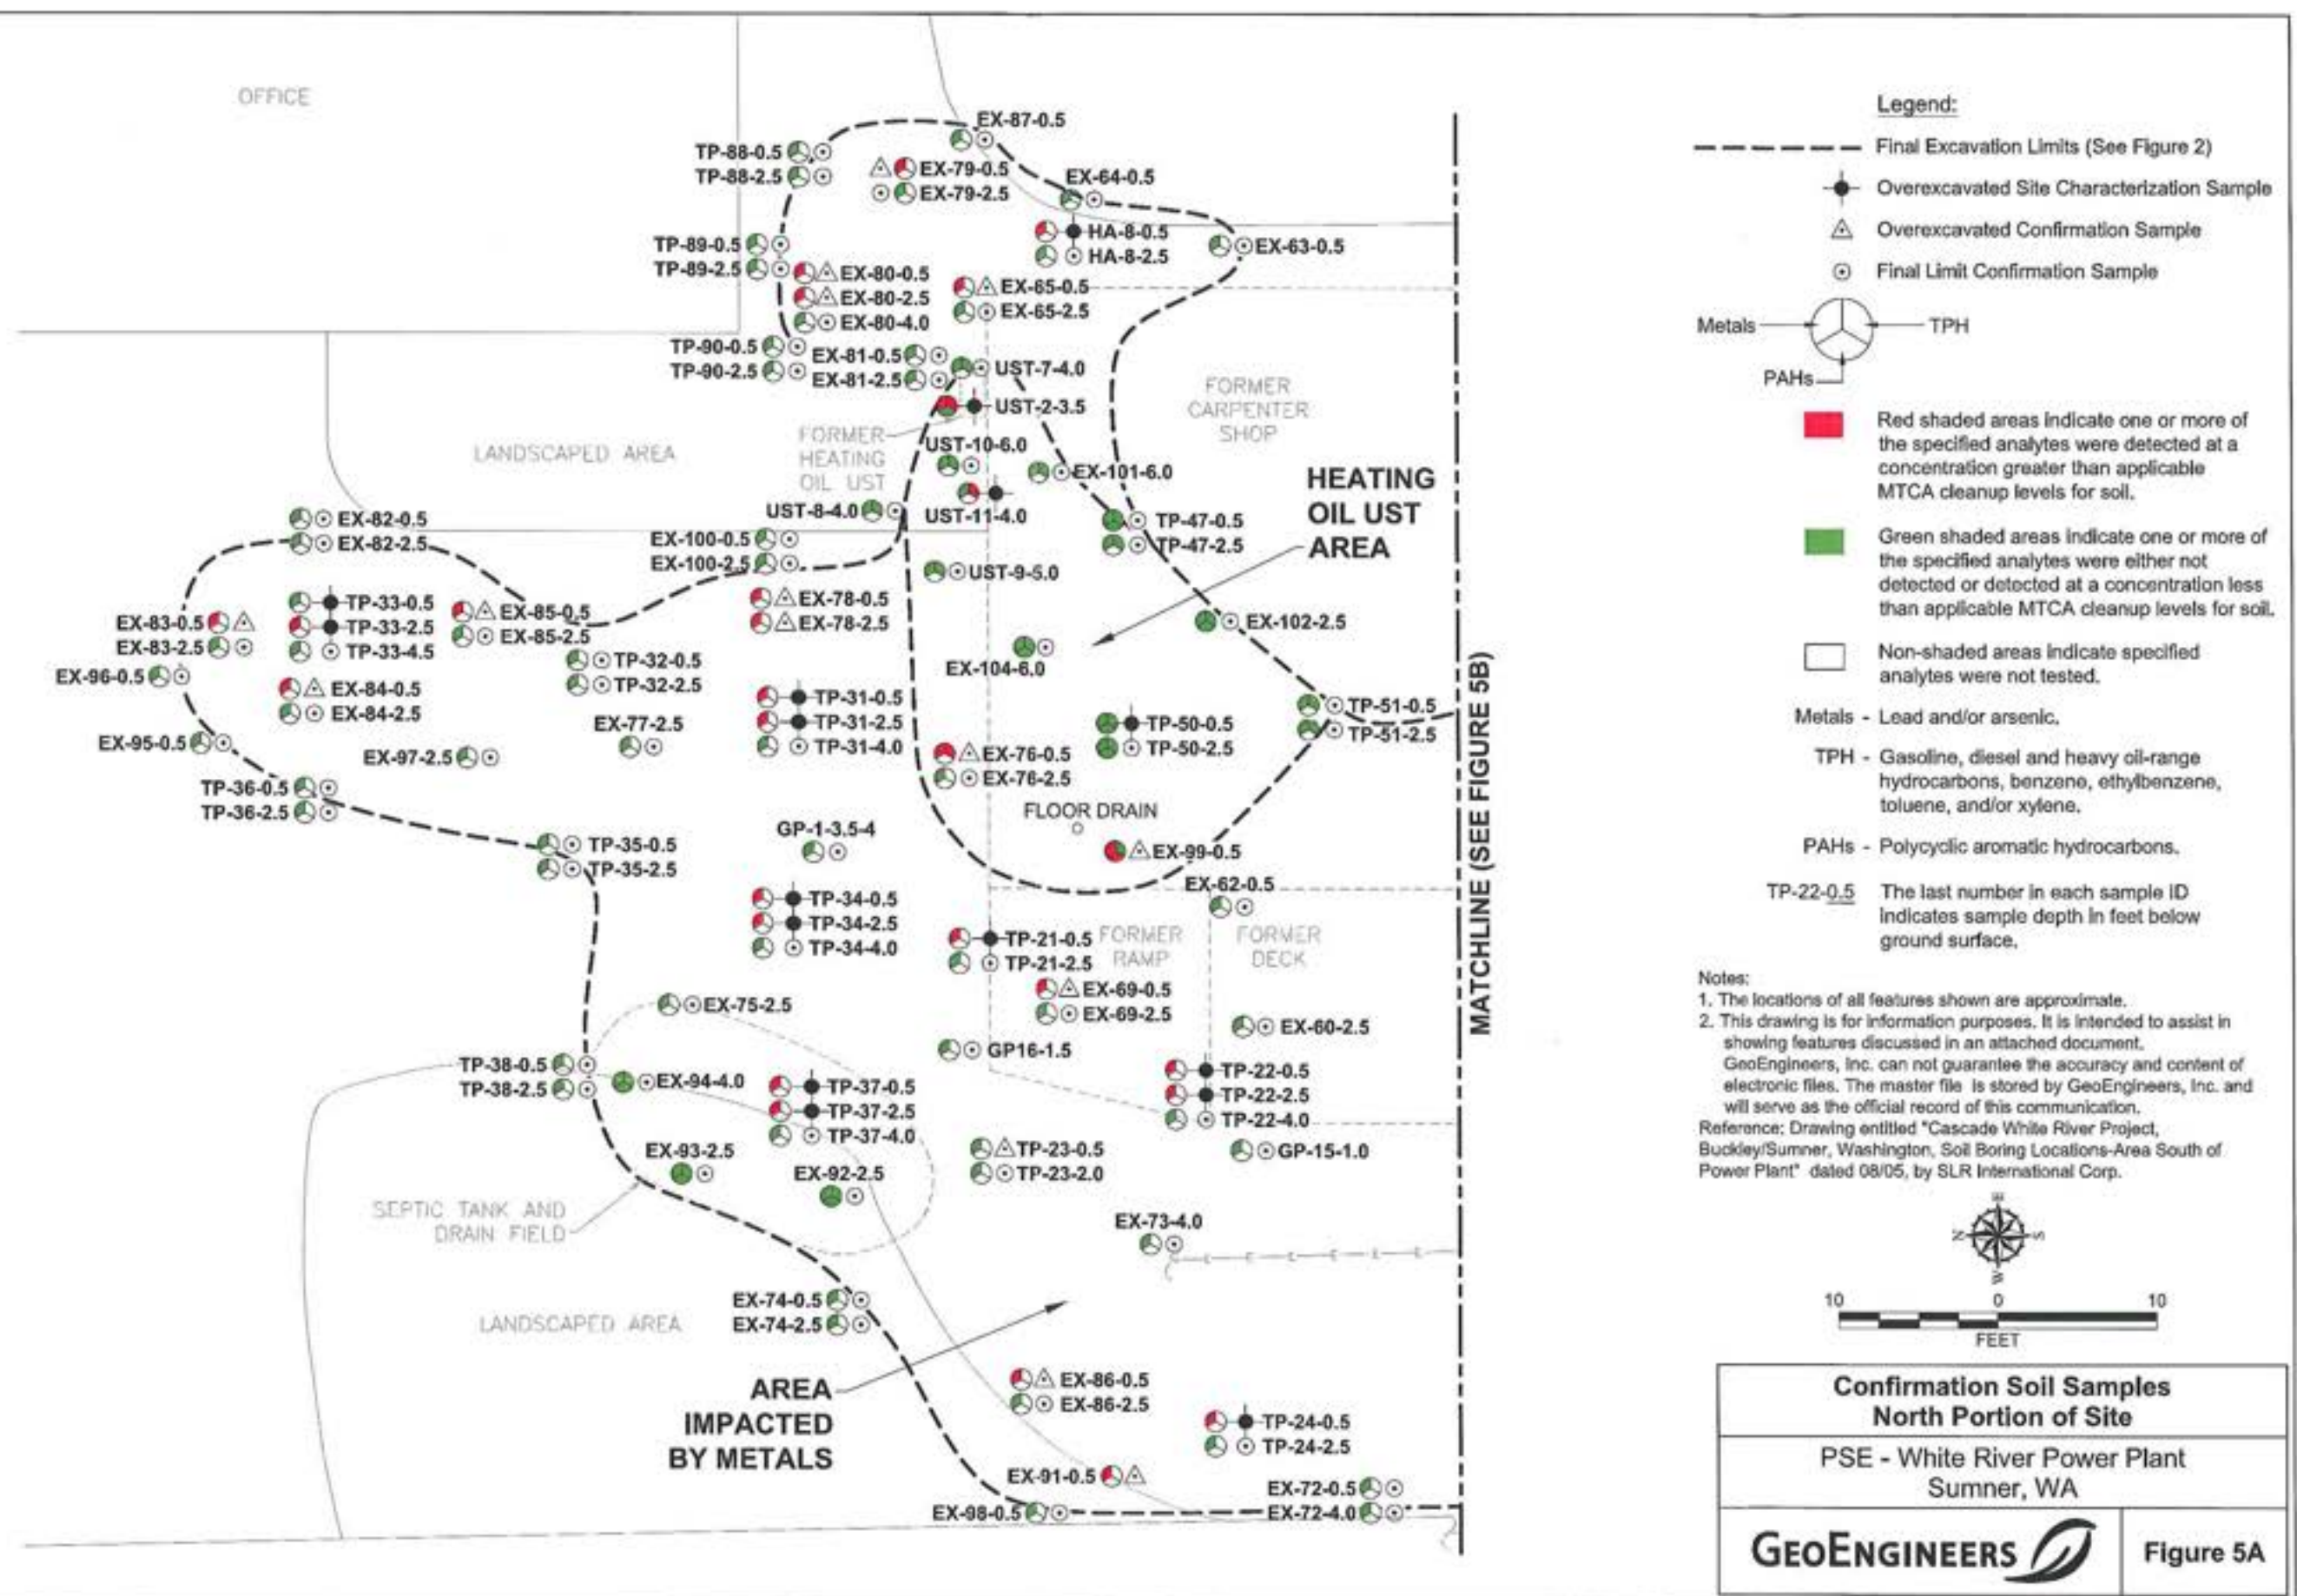 OFFICE
EX-87-0.5
TP-88-0.5
TP-88-2.5
EX-79-0.5
EX-79-2.5
EX-64-0.5
HA-8-0.5
HA-8-2.5
EX-63-0.5
TP-89-0.5
TP-89-2.5
EX-80-0.5
EX-80-2.5
EX-80-4.0
EX-65-0.5
EX-65-2.5
TP-90-0.5
TP-90-2.5
EX-81-0.5
EX-81-2.5
UST-7-4.0
UST-2-3.5
FORMER
CARPENTER
SHOP
LANDSCAPED AREA
FORMER
HEATING
OIL UST
UST-10-6.0
EX-101-6.0
HEATING
OIL UST
AREA
UST-8-4.0
UST-11-4.0
TP-47-0.5
TP-47-2.5
EX-82-0.5
EX-82-2.5
EX-100-0.5
EX-100-2.5
UST-9-5.0
TP-33-0.5
TP-33-2.5
TP-33-4.5
EX-83-0.5
EX-83-2.5
EX-85-0.5
EX-85-2.5
EX-78-0.5
EX-78-2.5
EX-102-2.5
EX-104-6.0
EX-96-0.5
EX-84-0.5
EX-84-2.5
TP-32-0.5
TP-32-2.5
TP-31-0.5
TP-31-2.5
TP-31-4.0
EX-77-2.5
EX-95-0.5
EX-97-2.5
TP-50-0.5
TP-50-2.5
TP-51-0.5
TP-51-2.5
EX-76-0.5
EX-76-2.5
TP-36-0.5
TP-36-2.5
FLOOR DRAIN
EX-99-0.5
GP-1-3.5-4
TP-35-0.5
TP-35-2.5
EX-62-0.5
TP-34-0.5
TP-34-2.5
TP-34-4.0
TP-21-0.5
TP-21-2.5
FORMER
RAMP
FORMER
DECK
EX-69-0.5
EX-69-2.5
EX-75-2.5
EX-60-2.5
GP16-1.5
TP-38-0.5
TP-38-2.5
EX-94-4.0
TP-37-0.5
TP-37-2.5
TP-37-4.0
TP-22-0.5
TP-22-2.5
TP-22-4.0
EX-93-2.5
EX-92-2.5
TP-23-0.5
TP-23-2.0
GP-15-1.0
SEPTIC TANK AND
DRAIN FIELD
EX-73-4.0
EX-74-0.5
EX-74-2.5
LANDSCAPED AREA
AREA
IMPACTED
BY METALS
EX-86-0.5
EX-86-2.5
TP-24-0.5
TP-24-2.5
EX-91-0.5
EX-72-0.5
EX-72-4.0
EX-98-0.5
MATCHLINE (SEE FIGURE 5B)
Legend:
Final Excavation Limits (See Figure 2)
Overexcavated Site Characterization Sample
Overexcavated Confirmation Sample
Final Limit Confirmation Sample
Metals
TPH
PAHs
Red shaded areas indicate one or more of
the specified analytes were detected at a
concentration greater than applicable
MTCA cleanup levels for soil.
Green shaded areas indicate one or more of
the specified analytes were either not
detected or detected at a concentration less
than applicable MTCA cleanup levels for soil.
Non-shaded areas indicate specified
analytes were not tested.
Metals - Lead and/or arsenic.
TPH - Gasoline, diesel and heavy oil-range
hydrocarbons, benzene, ethylbenzene,
toluene, and/or xylene.
PAHs - Polycyclic aromatic hydrocarbons.
TP-22-0.5 The last number in each sample ID
indicates sample depth in feet below
ground surface.
Notes:
1. The locations of all features shown are approximate.
2. This drawing is for information purposes. It is intended to assist in
showing features discussed in an attached document.
GeoEngineers, Inc. can not guarantee the accuracy and content of
electronic files. The master file is stored by GeoEngineers, Inc. and
will serve as the official record of this communication.
Reference: Drawing entitled "Cascade White River Project,
Buckley/Sumner, Washington, Soil Boring Locations-Area South of
Power Plant" dated 08/05, by SLR International Corp.
E
N S
W
10 0 10
FEET
Confirmation Soil Samples
North Portion of Site
PSE - White River Power Plant
Sumner, WA
GEOENGINEERS
Figure 5A